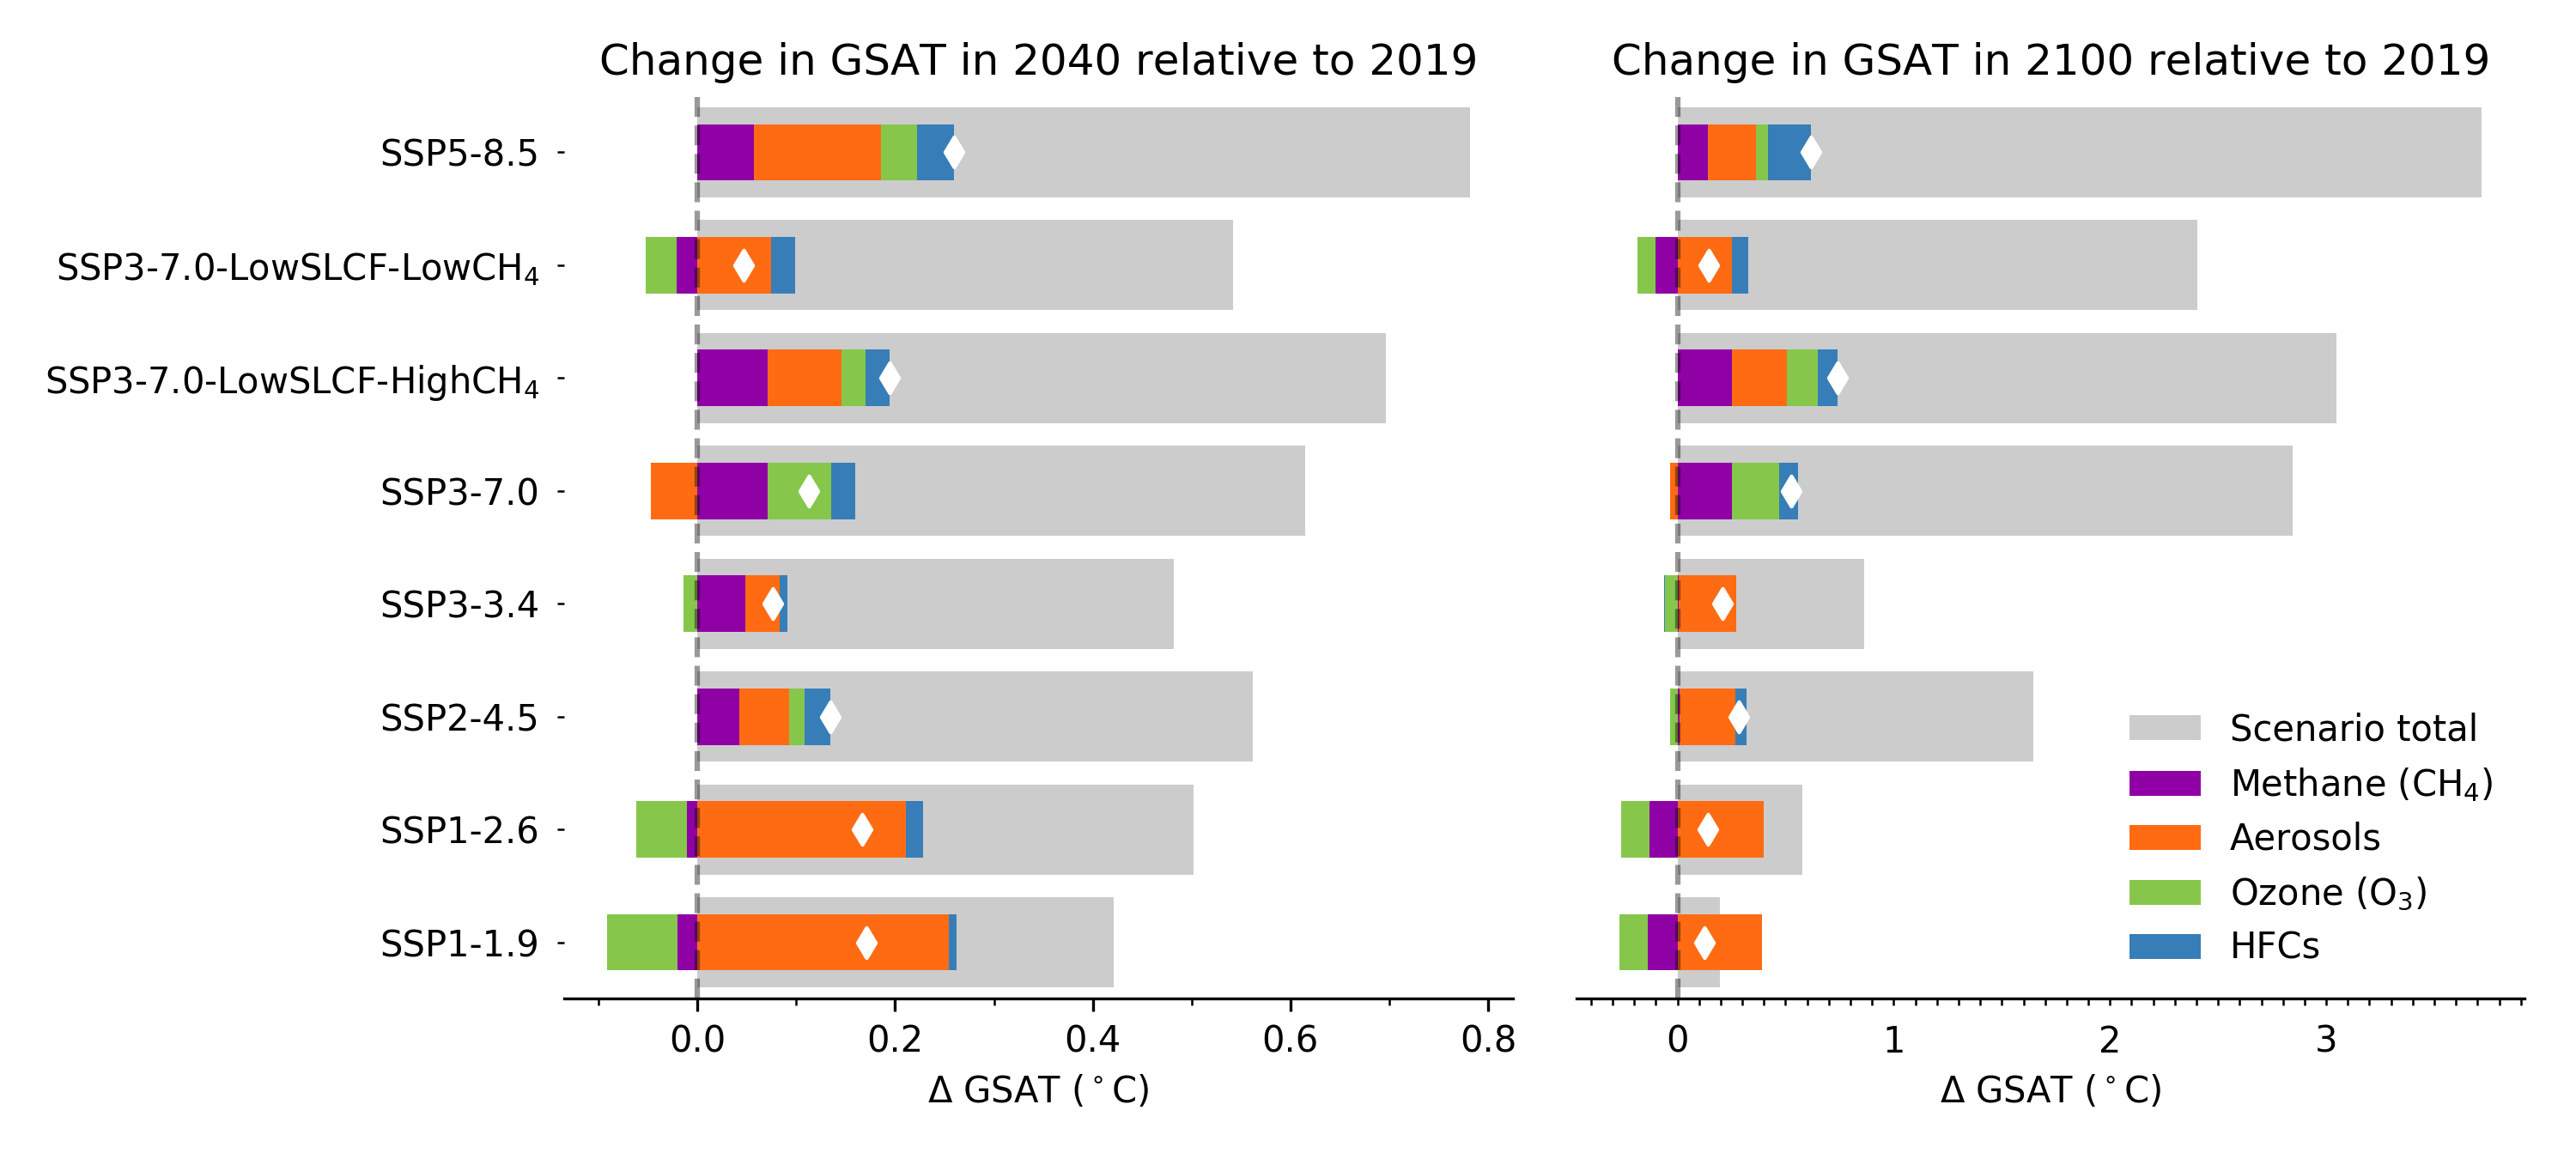 Change in GSAT in 2040 relative to 2019
SSP5-8.5
SSP3-7.0-LowSLCF-LowCH₄
SSP3-7.0-LowSLCF-HighCH₄
SSP3-7.0
SSP3-3.4
SSP2-4.5
SSP1-2.6
SSP1-1.9
0.0 0.2 0.4 0.6 0.8
Δ GSAT (°C)
Change in GSAT in 2100 relative to 2019
Scenario total
Methane (CH₄)
Aerosols
Ozone (O₃)
HFCs
0 1 2 3
Δ GSAT (°C)